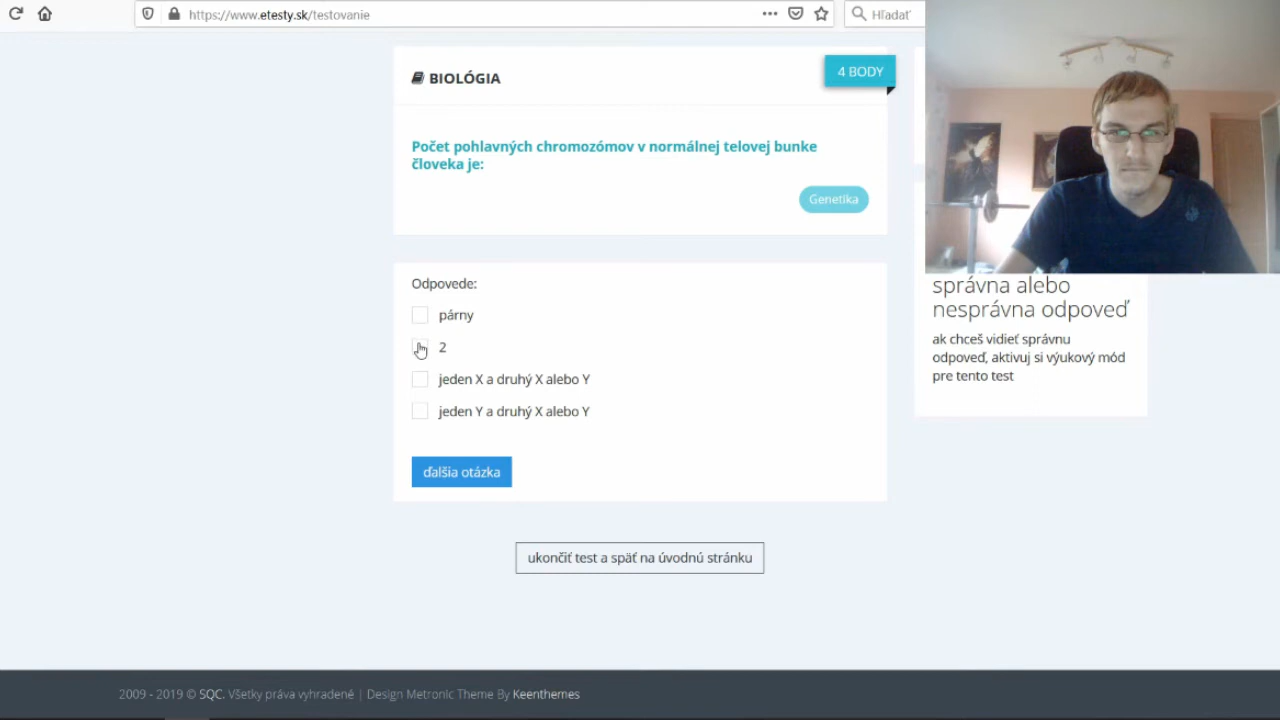 https://www.etesty.sk/testovanie
Hľadať
BIOLÓGIA
4 BODY
Počet pohlavných chromozómov v normálnej telovej bunke
človeka je:
Genetika
Odpovede:
párny
2
jeden X a druhý X alebo Y
jeden Y a druhý X alebo Y
ďalšia otázka
ukončiť test a späť na úvodnú stránku
správna alebo
nesprávna odpoveď
ak chceš vidieť správnu
odpoveď, aktivuj si výukový mód
pre tento test
2009 - 2019 © SQC. Všetky práva vyhradené | Design Metronic Theme By Keenthemes